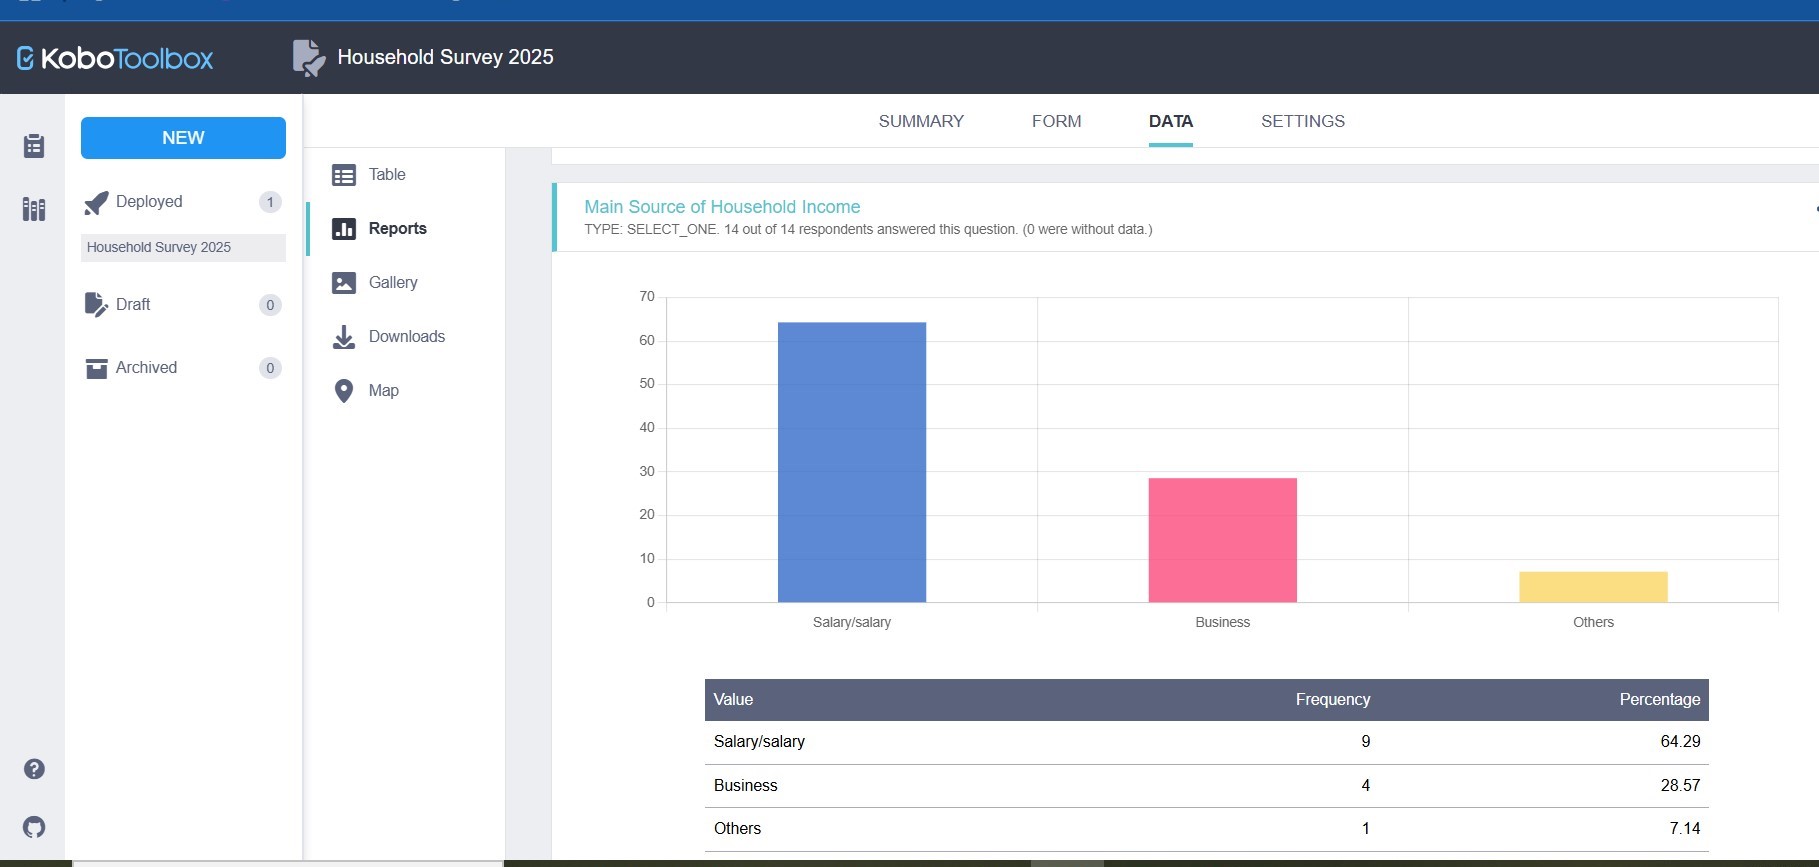 KoboToolbox
Household Survey 2025
SUMMARY FORM DATA SETTINGS
NEW
Deployed 1
Household Survey 2025
Draft 0
Archived 0
Table
Reports
Gallery
Downloads
Map
Main Source of Household Income
TYPE: SELECT_ONE. 14 out of 14 respondents answered this question. (0 were without data.)
70
60
50
40
30
20
10
0
Salary/salary Business Others
Value Frequency Percentage
Salary/salary 9 64.29
Business 4 28.57
Others 1 7.14